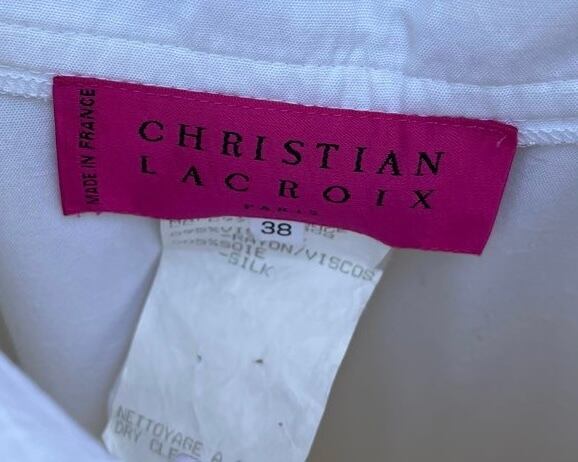 MADE IN FRANCE
CHRISTIAN
LACROIX
PARIS
38
RAYON/VISCOS
SOIE
-SILK
NETTOYAGE A
DRY CLE